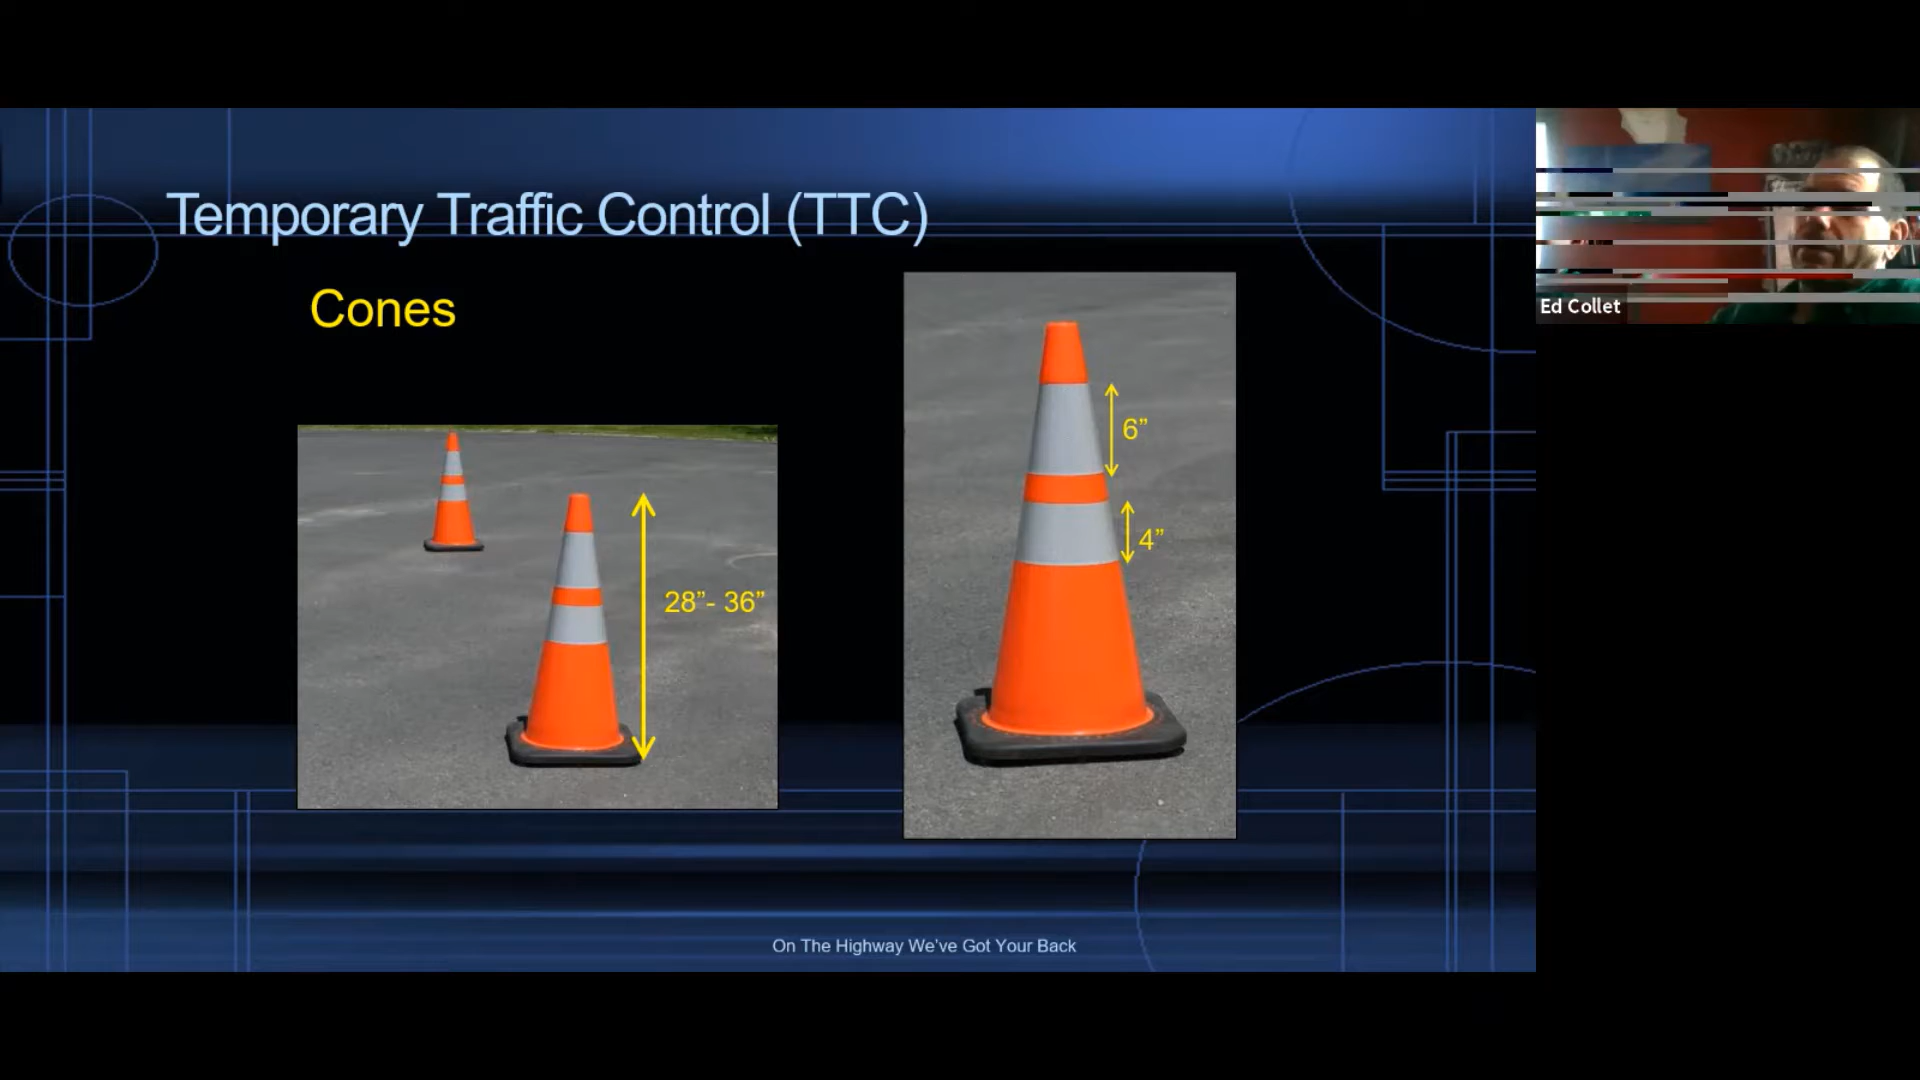 Temporary Traffic Control (TTC)
Cones
28”- 36”
6”
4”
On The Highway We’ve Got Your Back
Ed Collet